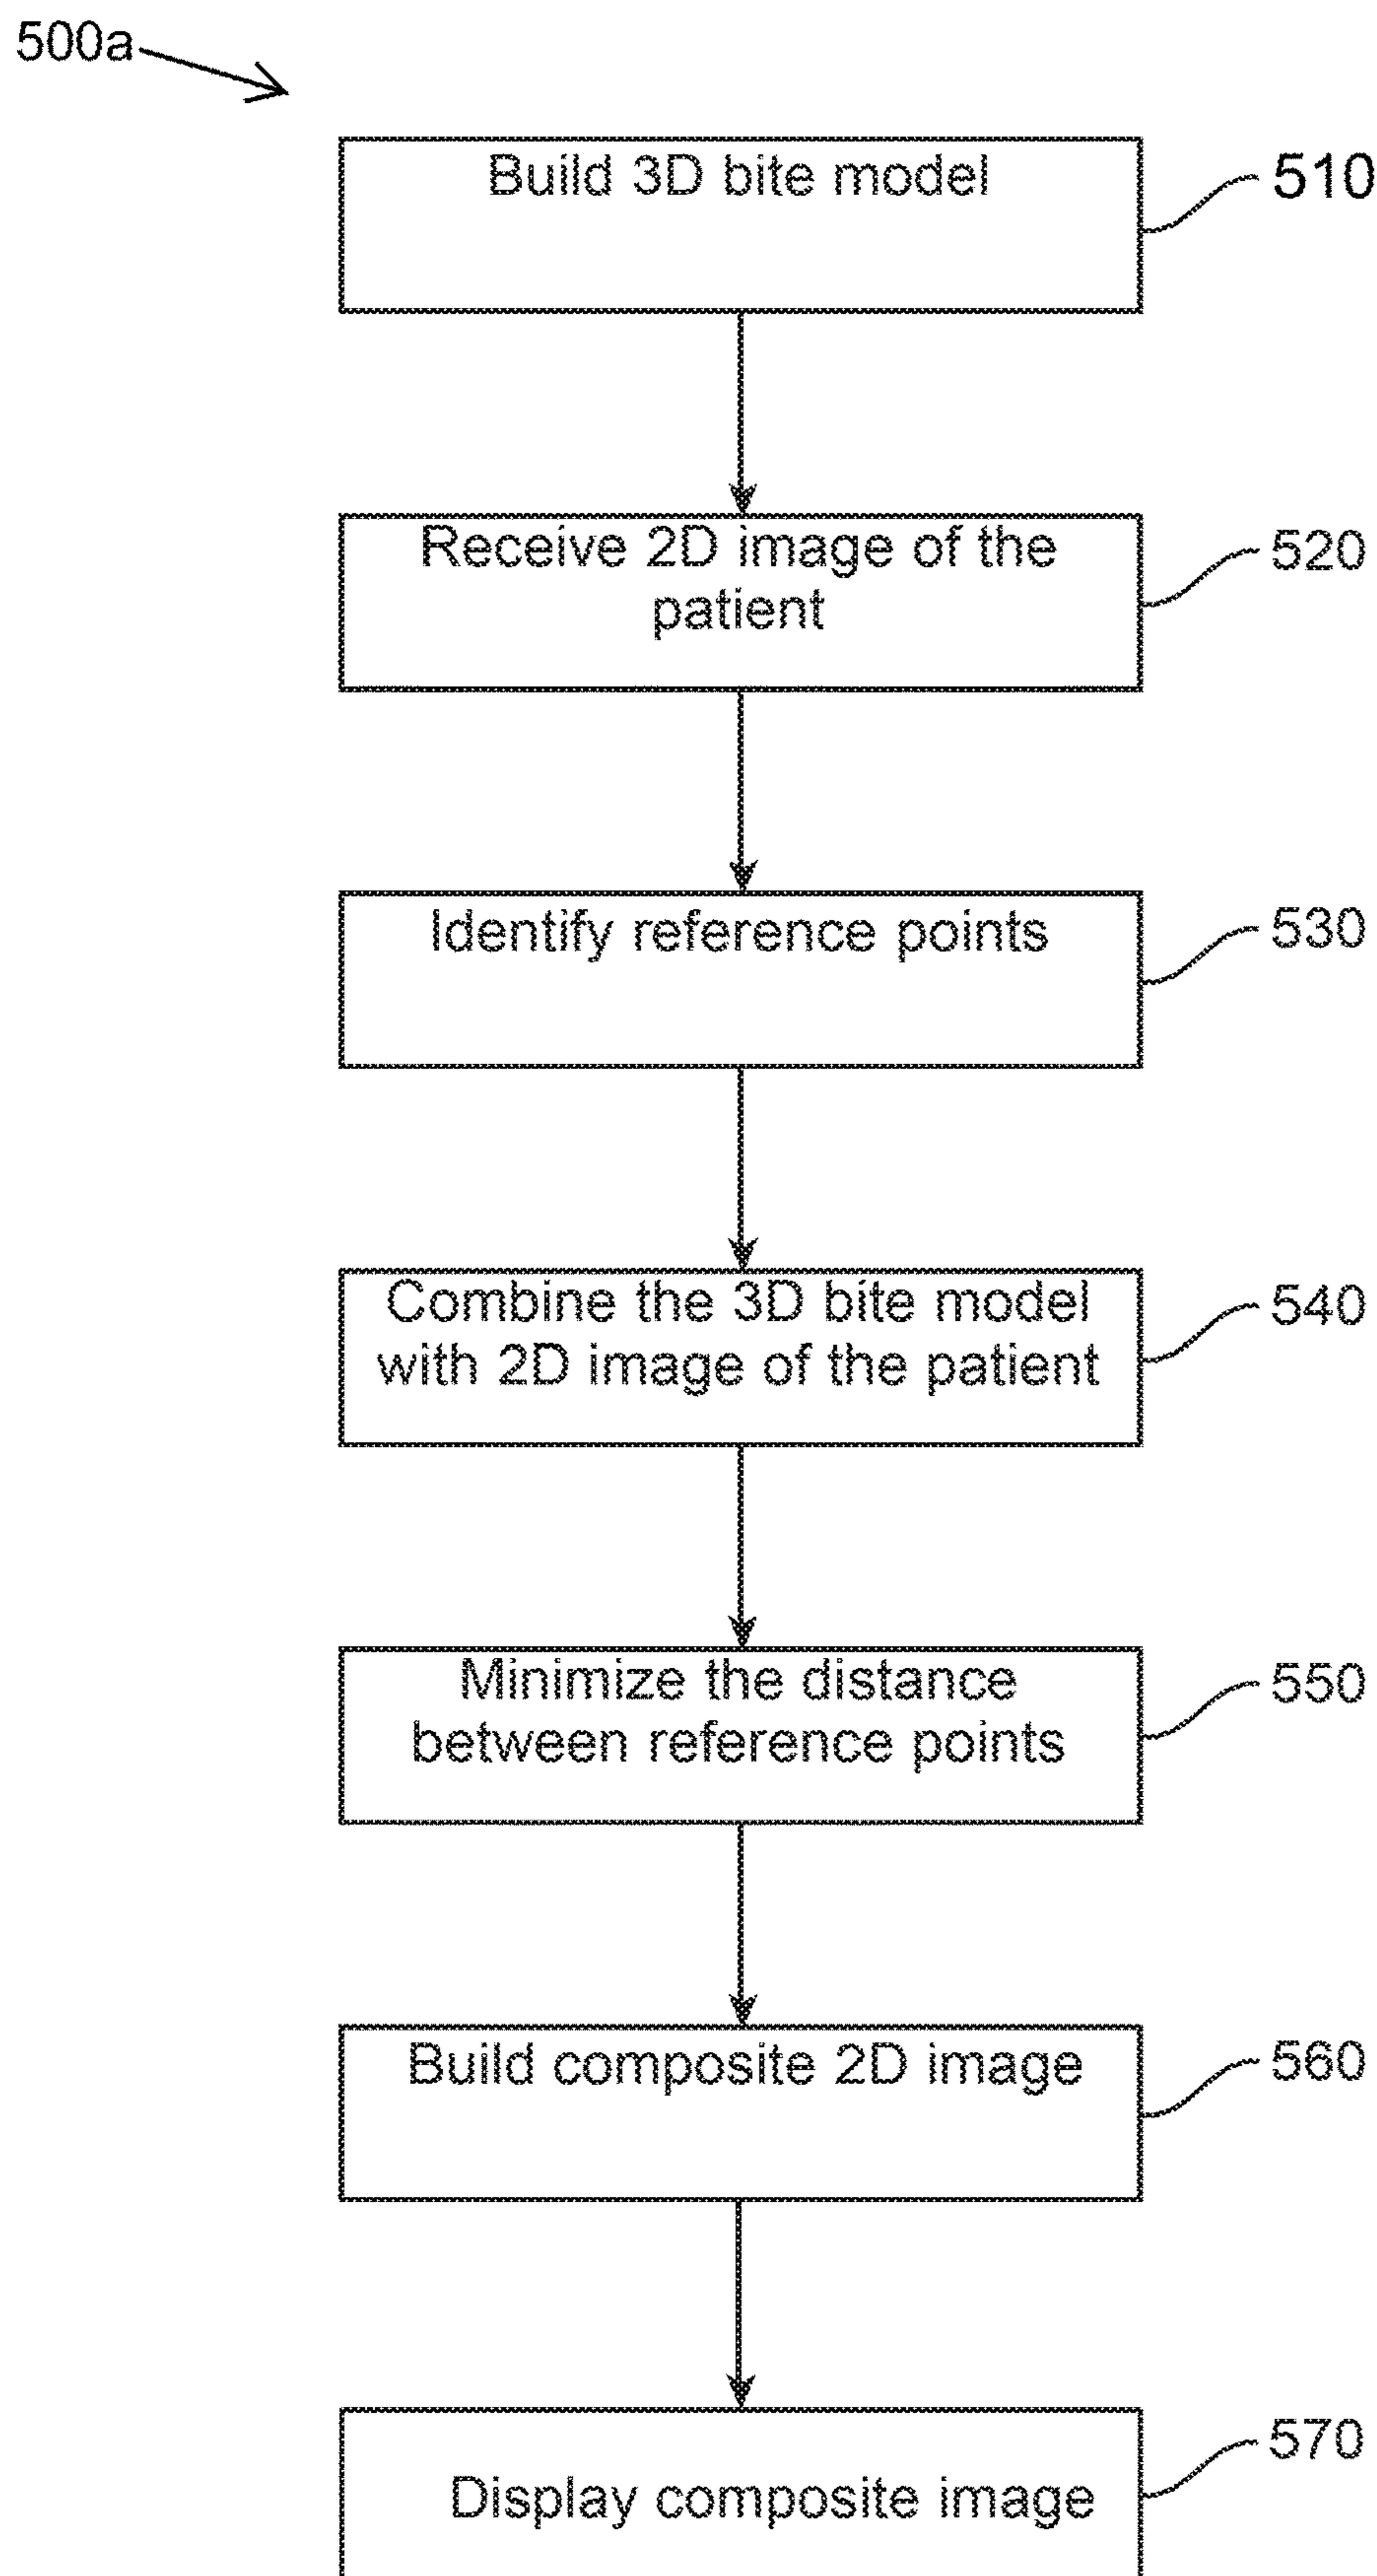 500a
Build 3D bite model
510
Receive 2D image of the
patient
520
Identify reference points
530
Combine the 3D bite model
with 2D image of the patient
540
Minimize the distance
between reference points
550
Build composite 2D image
560
Display composite image
570